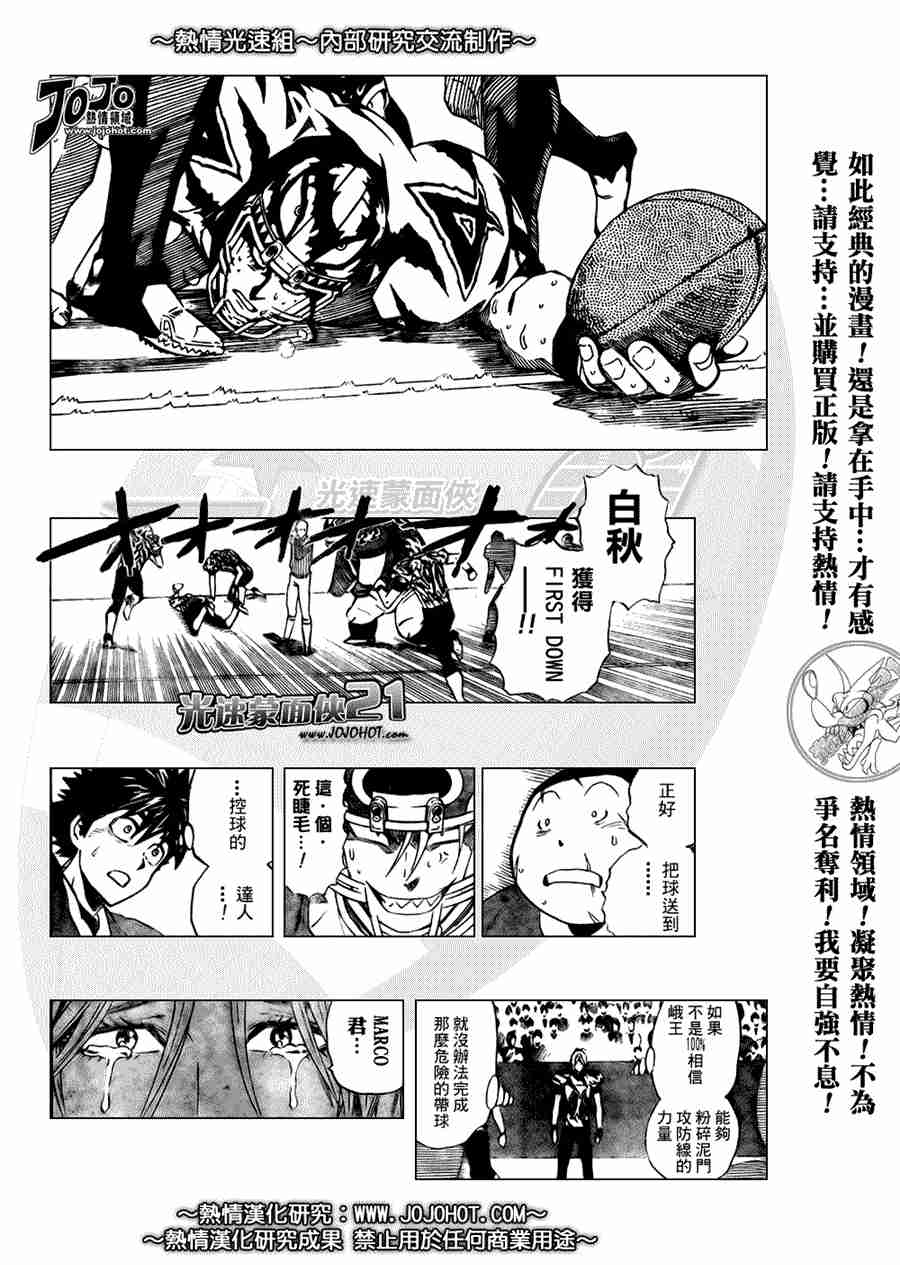 ～熱情光速組～內部研究交流制作～
JOJO
熱情領域
www.jojohot.com
如此經典的漫畫！還是拿在手中…才有感
覺…請支持…並購買正版！請支持熱情！
光速蒙面俠
白秋
獲得
FIRST DOWN
──!!
オオオオオ
光速蒙面俠21
www.JOJOHOT.com
正好
把球送到
這．個．
死睫毛…！
…控球的
達人
…！
熱情領域！凝聚熱情！不為
爭名奪利！我要自強不息！
如果
不是100%相信
峨王
能夠
粉碎泥門
攻防線的
力量
就沒辦法完成
那麼危險的帶球
MARCO
君…
～熱情漢化研究：WWW.JOJOHOT.COM～
～熱情漢化研究成果 禁止用於任何商業用途～